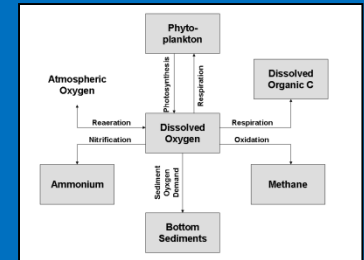 Phyto-
plankton
Photosynthesis
Respiration
Atmospheric
Oxygen
Dissolved
Organic C
Reaeration
Respiration
Dissolved
Oxygen
Nitrification
Oxidation
Ammonium
Sediment
Oxygen
Demand
Methane
Bottom
Sediments